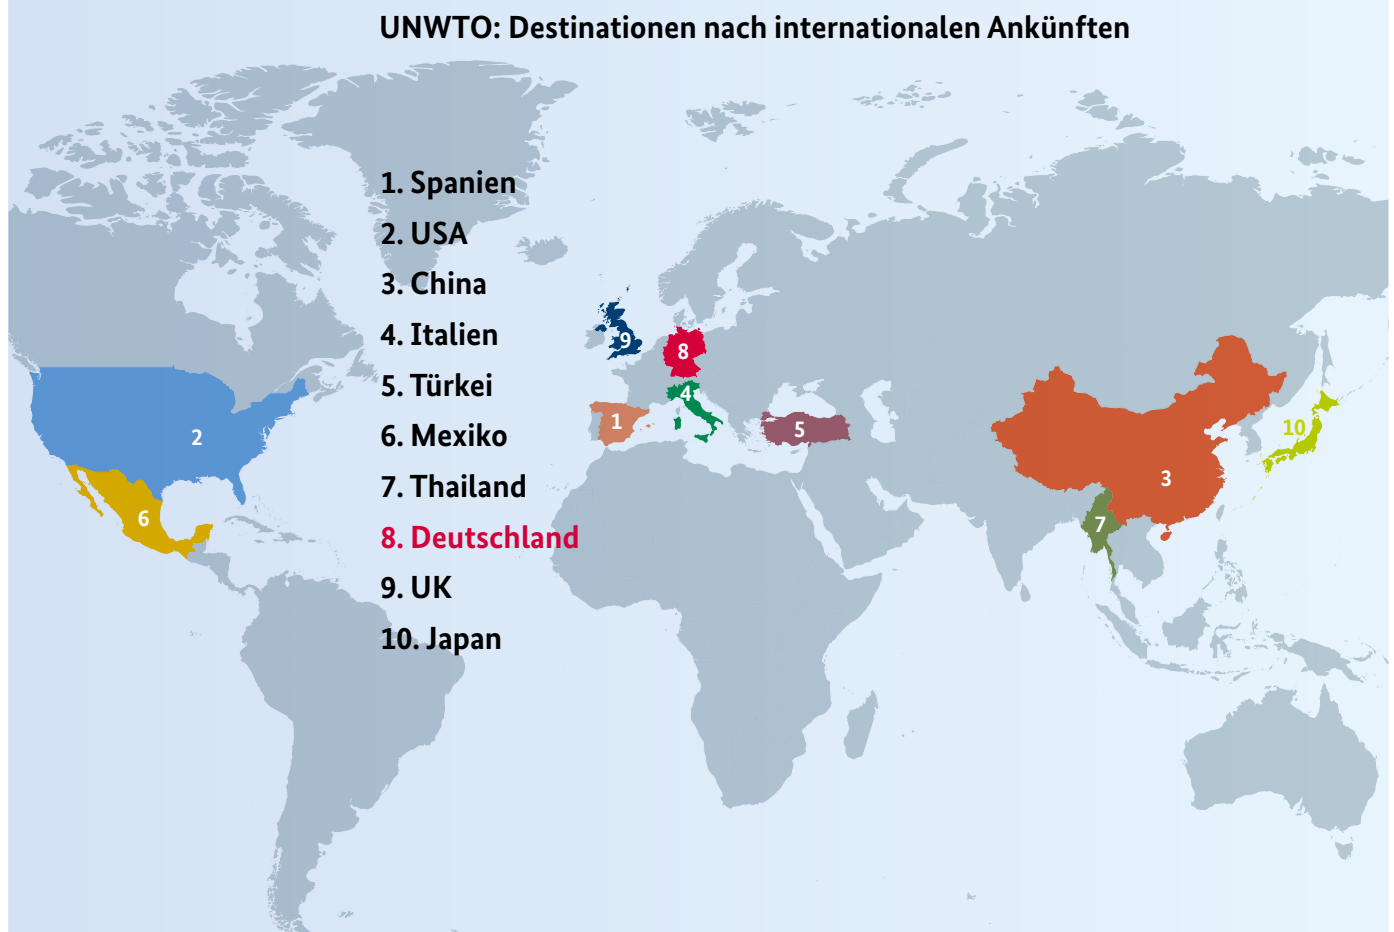 UNWTO: Destinationen nach internationalen Ankünften
1. Spanien
2. USA
3. China
4. Italien
5. Türkei
6. Mexiko
7. Thailand
8. Deutschland
9. UK
10. Japan
9
8
4
1
5
2
10
3
6
7